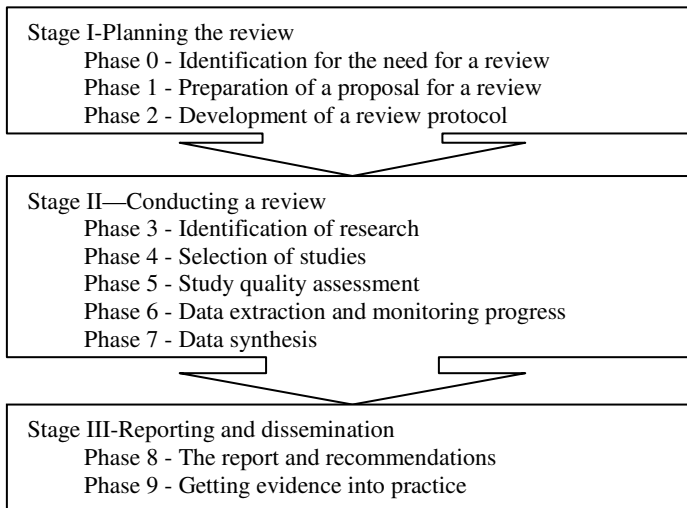 Stage I-Planning the review
Phase 0 - Identification for the need for a review
Phase 1 - Preparation of a proposal for a review
Phase 2 - Development of a review protocol
Stage II—Conducting a review
Phase 3 - Identification of research
Phase 4 - Selection of studies
Phase 5 - Study quality assessment
Phase 6 - Data extraction and monitoring progress
Phase 7 - Data synthesis
Stage III-Reporting and dissemination
Phase 8 - The report and recommendations
Phase 9 - Getting evidence into practice